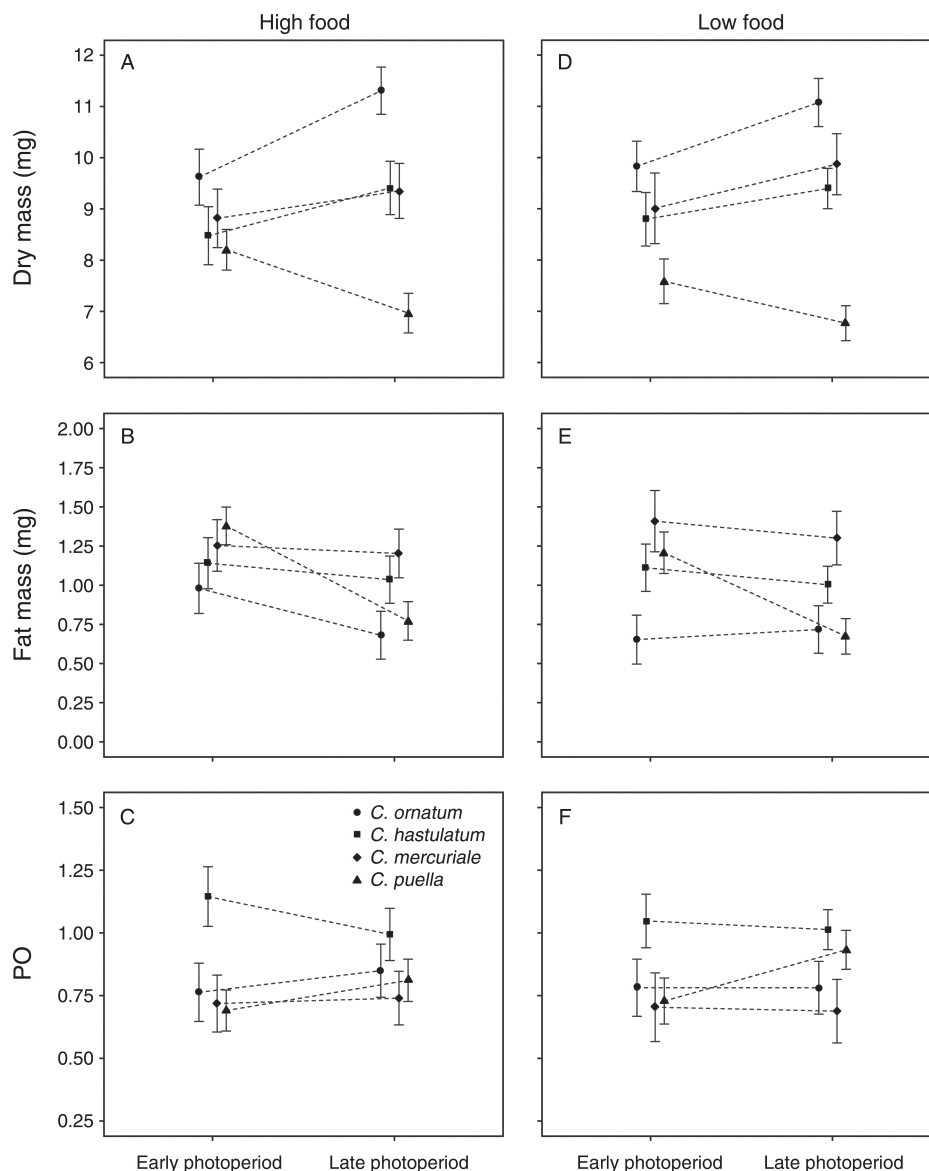 High food
Low food
A
D
12
11
10
9
8
7
6
Dry mass (mg)
B
E
2.00
1.75
1.50
1.25
1.00
0.75
0.50
0.25
0.00
Fat mass (mg)
C
F
C. ornatum
C. hastulatum
C. mercuriale
C. puella
1.50
1.25
1.00
0.75
0.50
0.25
PO
Early photoperiod
Late photoperiod
Early photoperiod
Late photoperiod